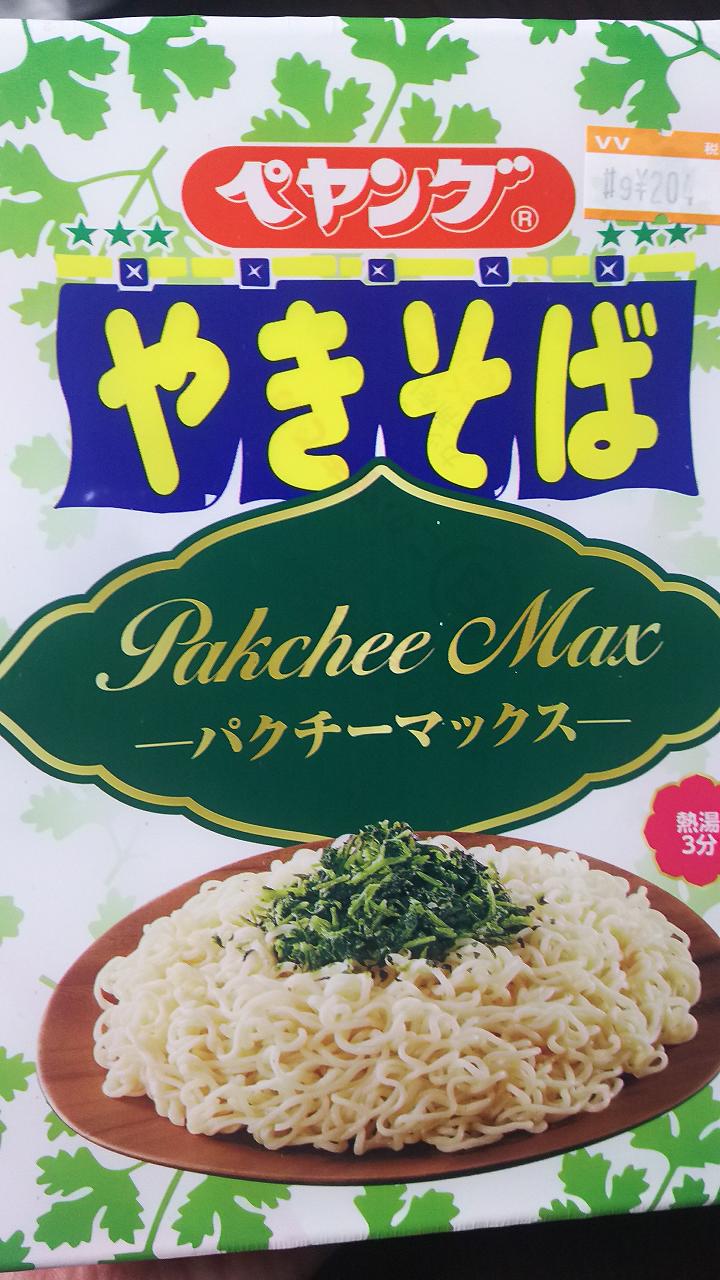 ペヤング®
VV 税
#9¥204
やきそば
Pakchee Max
—パクチーマックス—
熱湯
3分